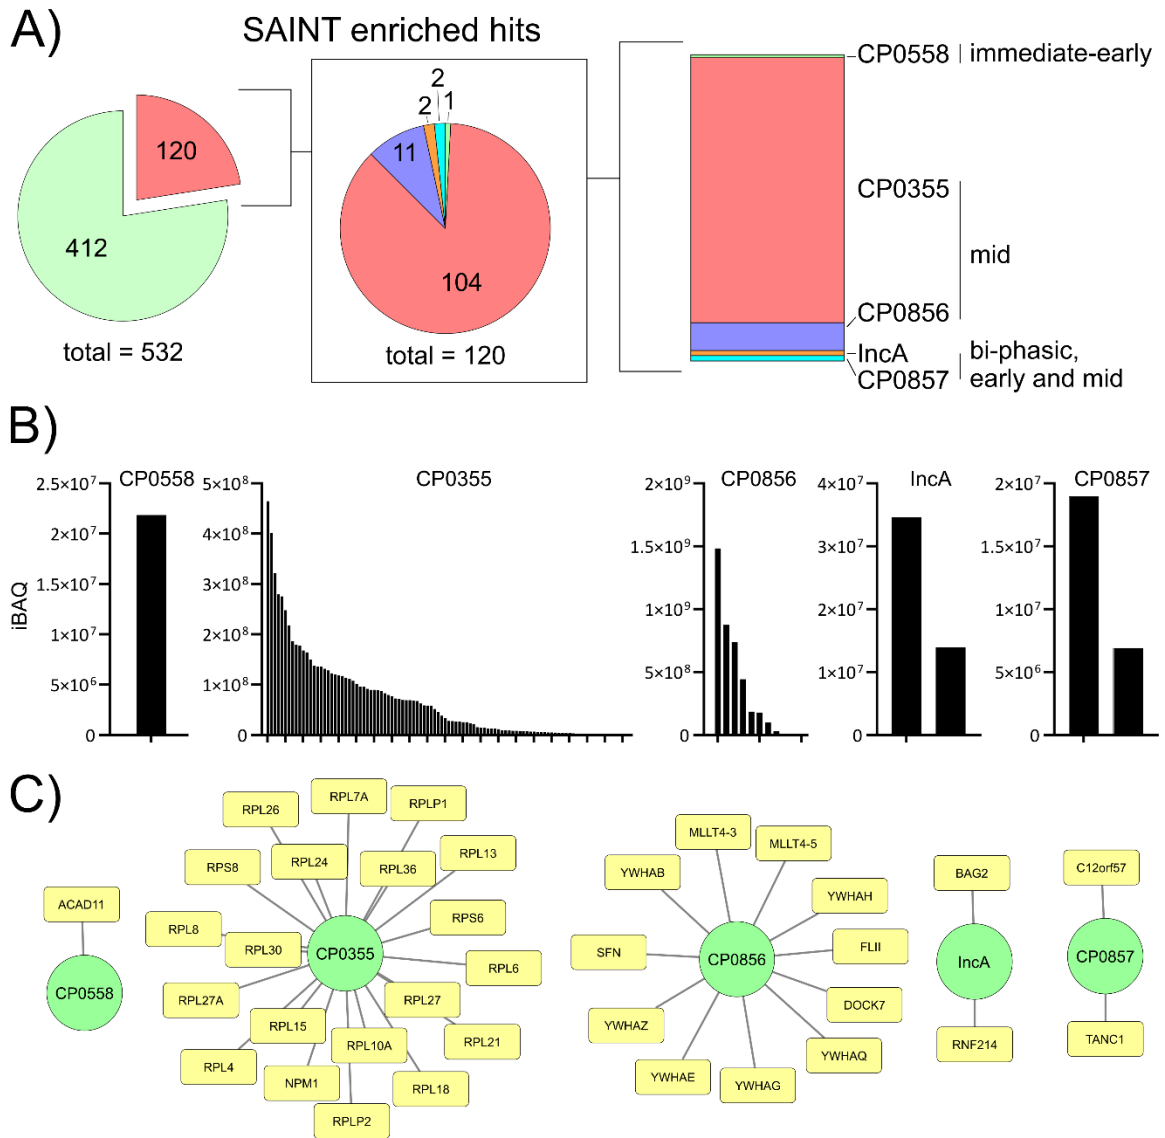 A)
SAINT enriched hits
120
412
total = 532
2
2
1
11
104
total = 120
CP0558
immediate-early
CP0355
mid
CP0856
IncA
CP0857
bi-phasic,
early and mid
B)
iBAQ
CP0558
2.5×10⁷
2×10⁷
1.5×10⁷
1×10⁷
5×10⁶
0
CP0355
5×10⁸
4×10⁸
3×10⁸
2×10⁸
1×10⁸
0
CP0856
2×10⁹
1.5×10⁹
1×10⁹
5×10⁸
0
IncA
4×10⁷
3×10⁷
2×10⁷
1×10⁷
0
CP0857
2×10⁷
1.5×10⁷
1×10⁷
5×10⁶
0
C)
ACAD11
CP0558
RPL26
RPL7A
RPLP1
RPS8
RPL24
RPL36
RPL13
RPL8
RPL30
CP0355
RPS6
RPL6
RPL27A
RPL15
RPL27
RPL21
RPL4
NPM1
RPL10A
RPL18
RPLP2
MLLT4-3
MLLT4-5
YWHAB
YWHAH
SFN
CP0856
FLII
YWHAZ
DOCK7
YWHAE
YWHAG
YWHAQ
BAG2
IncA
RNF214
C12orf57
CP0857
TANC1